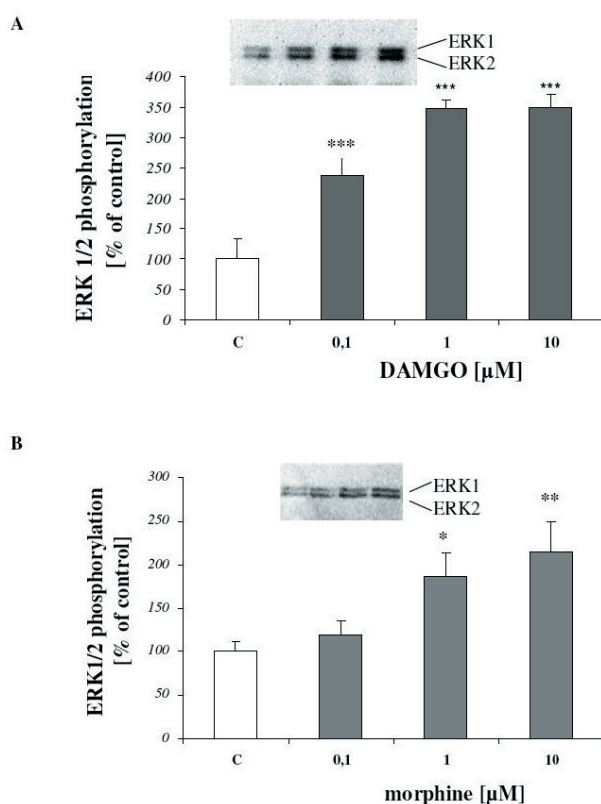 A
ERK1
ERK2
ERK 1/2 phosphorylation
[% of control]
400
350
300
250
200
150
100
50
0
***
***
***
C 0,1 1 10
DAMGO [µM]
B
ERK1
ERK2
ERK1/2 phosphorylation
[% of control]
300
250
200
150
100
50
0
*
**
C 0,1 1 10
morphine [µM]